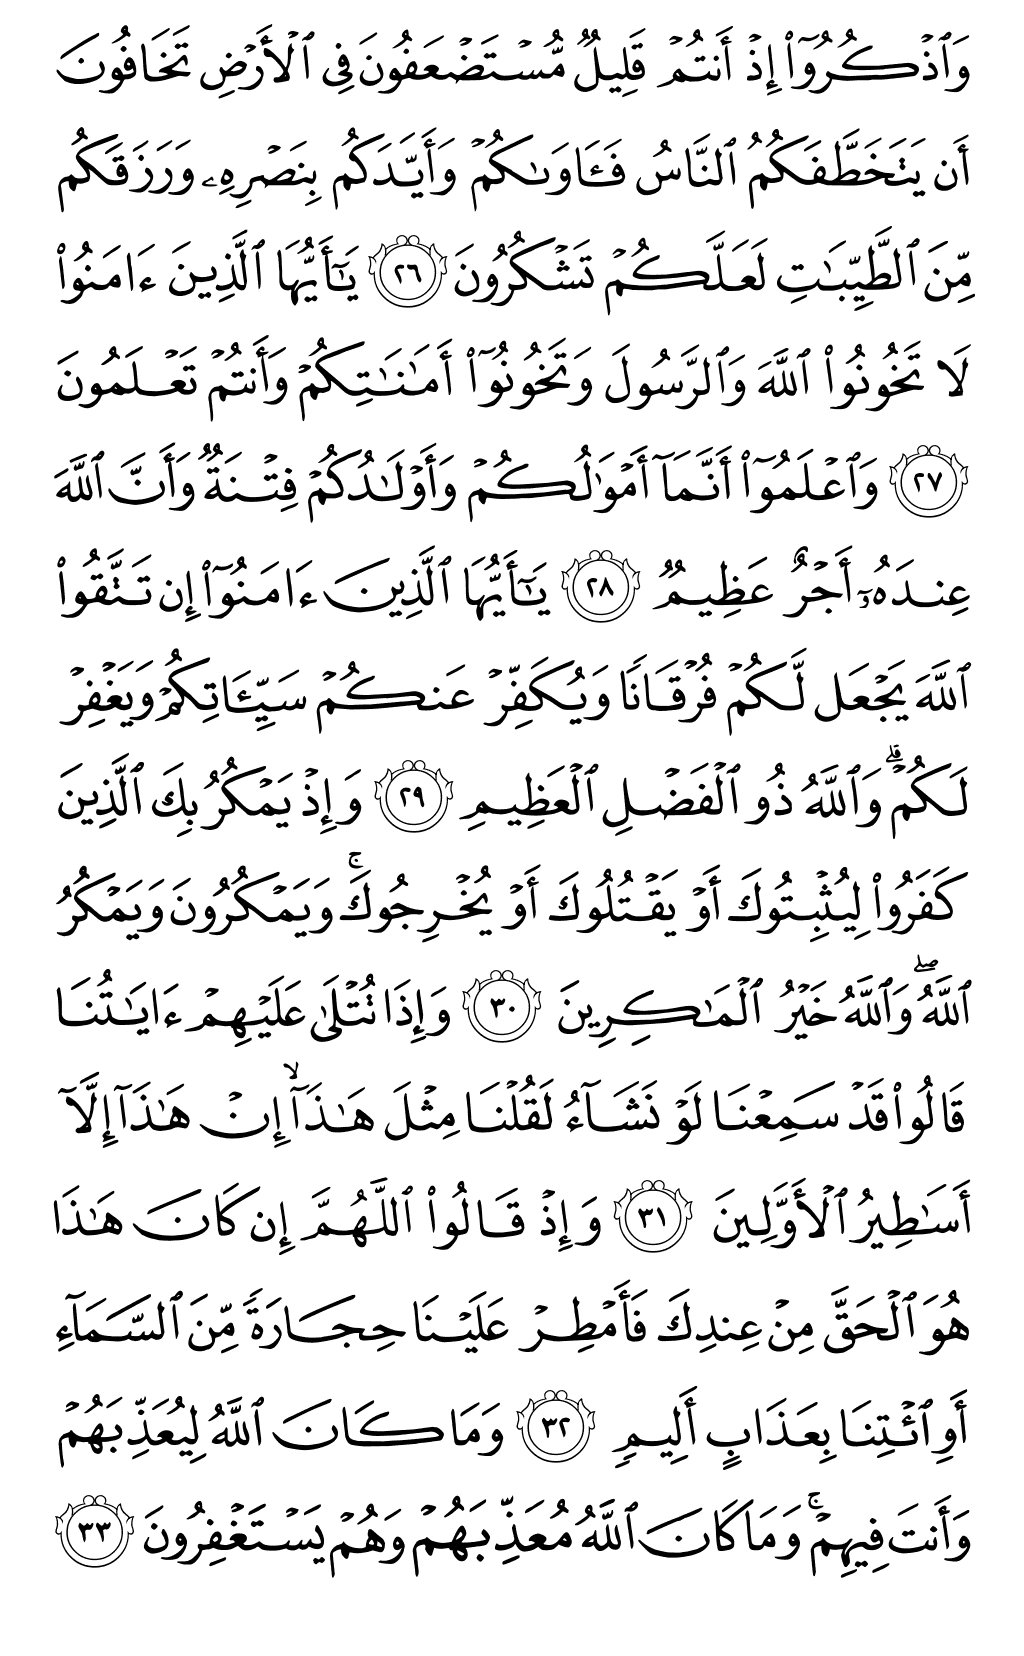 وَٱذْكُرُوٓا۟ إِذْ أَنتُمْ قَلِيلٌ مُّسْتَضْعَفُونَ فِى ٱلْأَرْضِ تَخَافُونَ
أَن يَتَخَطَّفَكُمُ ٱلنَّاسُ فَـَٔاوَىٰكُمْ وَأَيَّدَكُم بِنَصْرِهِۦ وَرَزَقَكُم
مِّنَ ٱلطَّيِّبَـٰتِ لَعَلَّكُمْ تَشْكُرُونَ ٢٦ يَـٰٓأَيُّهَا ٱلَّذِينَ ءَامَنُوا۟
لَا تَخُونُوا۟ ٱللَّهَ وَٱلرَّسُولَ وَتَخُونُوٓا۟ أَمَـٰنَـٰتِكُمْ وَأَنتُمْ تَعْلَمُونَ
٢٧ وَٱعْلَمُوٓا۟ أَنَّمَآ أَمْوَٰلُكُمْ وَأَوْلَـٰدُكُمْ فِتْنَةٌ وَأَنَّ ٱللَّهَ
عِندَهُۥٓ أَجْرٌ عَظِيمٌ ٢٨ يَـٰٓأَيُّهَا ٱلَّذِينَ ءَامَنُوٓا۟ إِن تَتَّقُوا۟
ٱللَّهَ يَجْعَل لَّكُمْ فُرْقَانًا وَيُكَفِّرْ عَنكُمْ سَيِّـَٔاتِكُمْ وَيَغْفِرْ
لَكُمْ ۗ وَٱللَّهُ ذُو ٱلْفَضْلِ ٱلْعَظِيمِ ٢٩ وَإِذْ يَمْكُرُ بِكَ ٱلَّذِينَ
كَفَرُوا۟ لِيُثْبِتُوكَ أَوْ يَقْتُلُوكَ أَوْ يُخْرِجُوكَ ۚ وَيَمْكُرُونَ وَيَمْكُرُ
ٱللَّهُ ۖ وَٱللَّهُ خَيْرُ ٱلْمَـٰكِرِينَ ٣٠ وَإِذَا تُتْلَىٰ عَلَيْهِمْ ءَايَـٰتُنَا
قَالُوا۟ قَدْ سَمِعْنَا لَوْ نَشَآءُ لَقُلْنَا مِثْلَ هَـٰذَآ ۙ إِنْ هَـٰذَآ إِلَّآ
أَسَـٰطِيرُ ٱلْأَوَّلِينَ ٣١ وَإِذْ قَالُوا۟ ٱللَّهُمَّ إِن كَانَ هَـٰذَا
هُوَ ٱلْحَقَّ مِنْ عِندِكَ فَأَمْطِرْ عَلَيْنَا حِجَارَةً مِّنَ ٱلسَّمَآءِ
أَوِ ٱئْتِنَا بِعَذَابٍ أَلِيمٍ ٣٢ وَمَا كَانَ ٱللَّهُ لِيُعَذِّبَهُمْ
وَأَنتَ فِيهِمْ ۚ وَمَا كَانَ ٱللَّهُ مُعَذِّبَهُمْ وَهُمْ يَسْتَغْفِرُونَ ٣٣